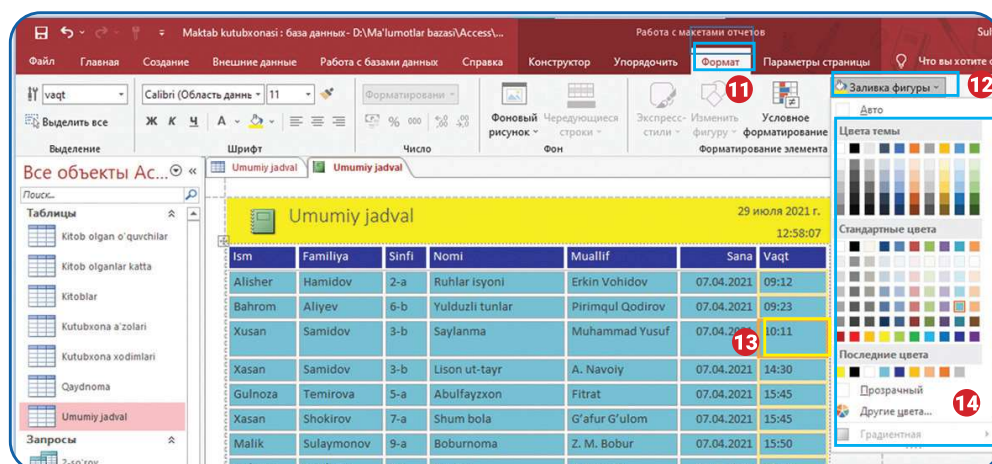 Maktab kutubxonasi : база данных- D:\Ma'lumotlar bazasi\Access\...
Работа с макетами отчетов
Sul
Файл Главная Создание Внешние данные Работа с базами данных Справка Конструктор Упорядочить Формат Параметры страницы Что вы хотите с
11
12
vaqt
Calibri (Область даннь 11
Форматировани
Выделить все
Ж К Ч А
% 000
Фоновый рисунок
Чередующиеся строки
Экспресс-стили
Изменить фигуру
Условное форматирование
Заливка фигуры
Выделение Шрифт Число Фон Форматирование элемента
Авто
Цвета темы
Стандартные цвета
Последние цвета
Прозрачный
Другие цвета...
14
Градиентная
Все объекты Ac...
Поиск...
Таблицы
Kitob olgan o'quvchilar
Kitob olganlar katta
Kitoblar
Kutubxona a'zolari
Kutubxona xodimlari
Qaydnoma
Umumiy jadval
Запросы
2-so'rov
Umumiy jadval Umumiy jadval
Umumiy jadval
29 июля 2021 г.
12:58:07
Ism Familiya Sinfi Nomi Muallif Sana Vaqt
Alisher Hamidov 2-a Ruhlar isyoni Erkin Vohidov 07.04.2021 09:12
Bahrom Aliyev 6-b Yulduzli tunlar Pirimqul Qodirov 07.04.2021 09:23
Xusan Samidov 3-b Saylanma Muhammad Yusuf 07.04.2021 10:11
13
Xasan Samidov 3-b Lison ut-tayr A. Navoiy 07.04.2021 14:30
Gulnoza Temirova 5-a Abulfayzxon Fitrat 07.04.2021 15:45
Xasan Shokirov 7-a Shum bola G'afur G'ulom 07.04.2021 15:45
Malik Sulaymonov 9-a Boburnoma Z. M. Bobur 07.04.2021 15:50